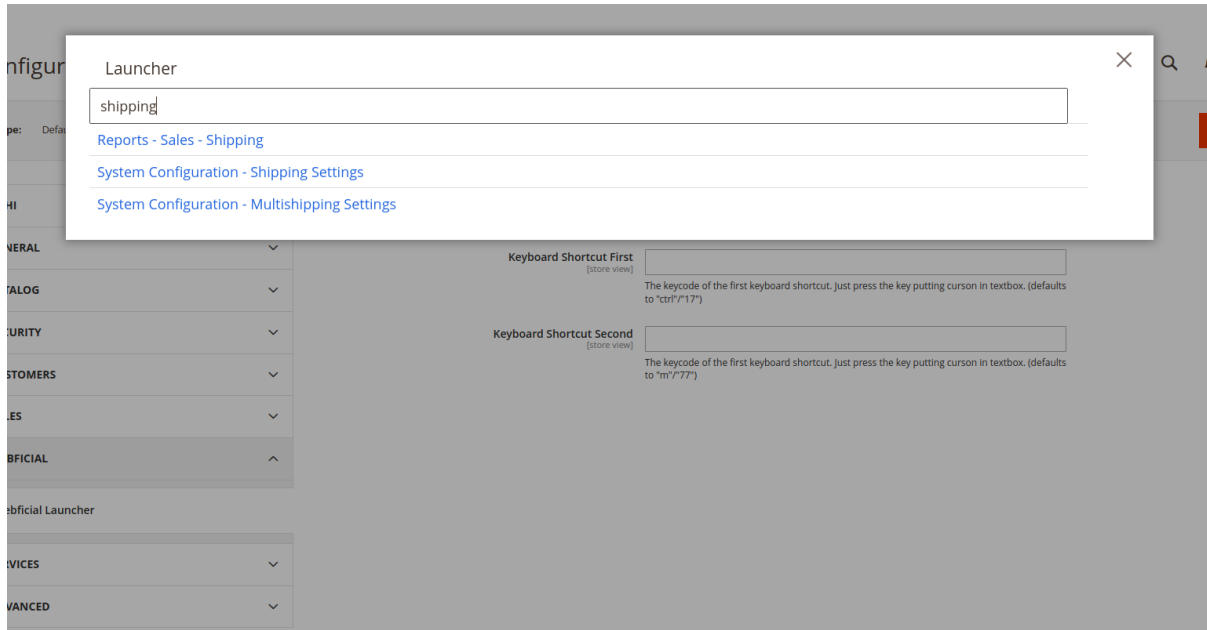 nfigur
Launcher
shipping
pe: Defau
Reports - Sales - Shipping
System Configuration - Shipping Settings
System Configuration - Multishipping Settings
HI
NERAL
Keyboard Shortcut First
[store view]
The keycode of the first keyboard shortcut. Just press the key putting curson in textbox. (defaults
to "ctrl"/"17")
TALOG
CURITY
Keyboard Shortcut Second
[store view]
The keycode of the first keyboard shortcut. Just press the key putting curson in textbox. (defaults
to "m"/"77")
STOMERS
LES
BFICIAL
ebficial Launcher
RVICES
VANCED